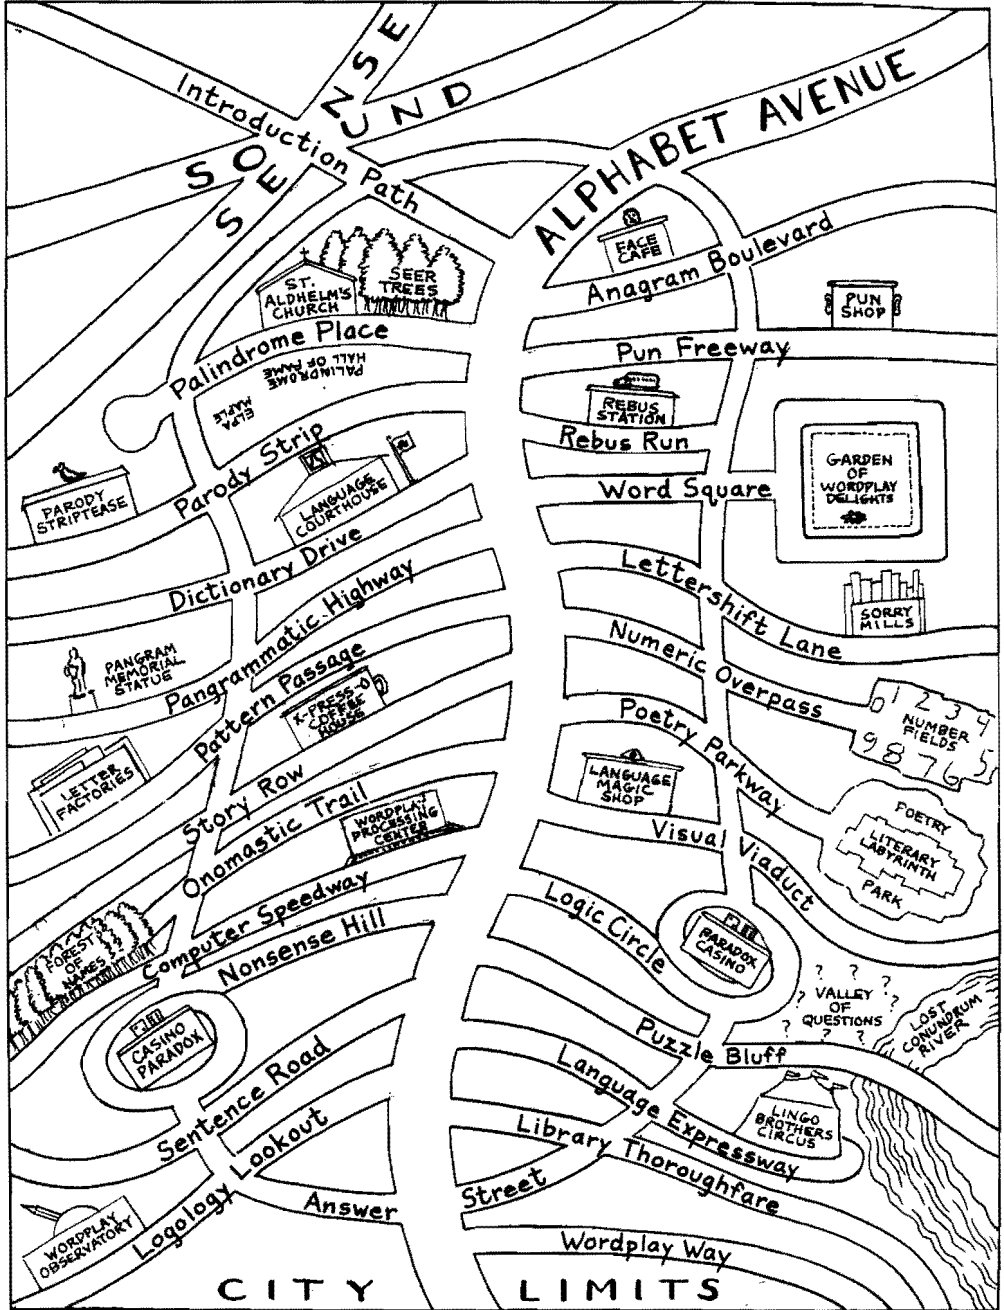 SENSE
SOUND
Introduction Path
ALPHABET AVENUE
FACE
CAFE
Anagram Boulevard
ST.
ALDHELM'S
CHURCH
SEER
TREES
PUN
SHOP
Palindrome Place
Pun Freeway
PALINDROME
HALL OF FAME
ELPA
MAPLE
REBUS
STATION
Rebus Run
Parody Strip
PARODY
STRIPTEASE
LANGUAGE
COURTHOUSE
Word Square
GARDEN
OF
WORDPLAY
DELIGHTS
Dictionary Drive
Lettershift Lane
SORRY
MILLS
Pangrammatic Highway
PANGRAM
MEMORIAL
STATUE
Numeric Overpass
0 1 2 3 4
NUMBER
FIELDS
9 8 7 6 5
Pattern Passage
X-PRESS-O
COFFEE
HOUSE
LETTER
FACTORIES
Poetry Parkway
LANGUAGE
MAGIC
SHOP
POETRY
LITERARY
LABYRINTH
PARK
Story Row
Onomastic Trail
WORDPLAY
PROCESSING
CENTER
Visual Viaduct
Computer Speedway
Logic Circle
PARADOX
CASINO
FOREST
OF
NAMES
Nonsense Hill
? ? ? ? ? ? ?
VALLEY
OF
QUESTIONS
LOST
CONUNDRUM
RIVER
CASINO
PARADOX
Puzzle Bluff
Sentence Road
Language Expressway
LINGO
BROTHERS
CIRCUS
Logology Lookout
Library Thoroughfare
Answer Street
WORDPLAY
OBSERVATORY
Wordplay Way
CITY LIMITS